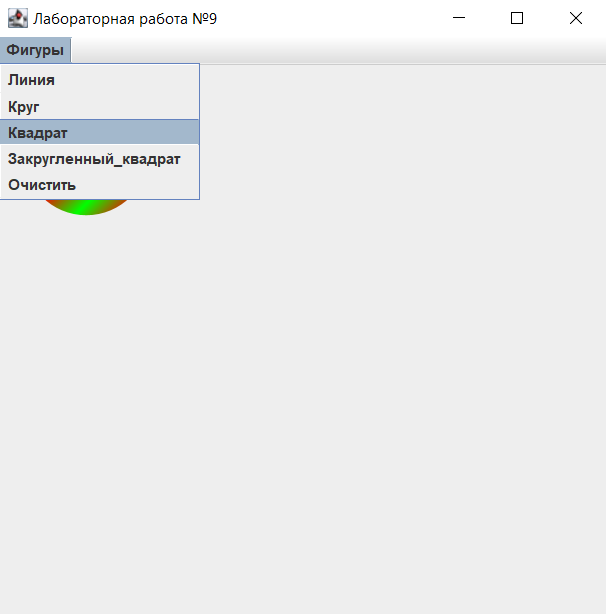 Лабораторная работа №9
Фигуры
Линия
Круг
Квадрат
Закругленный_квадрат
Очистить